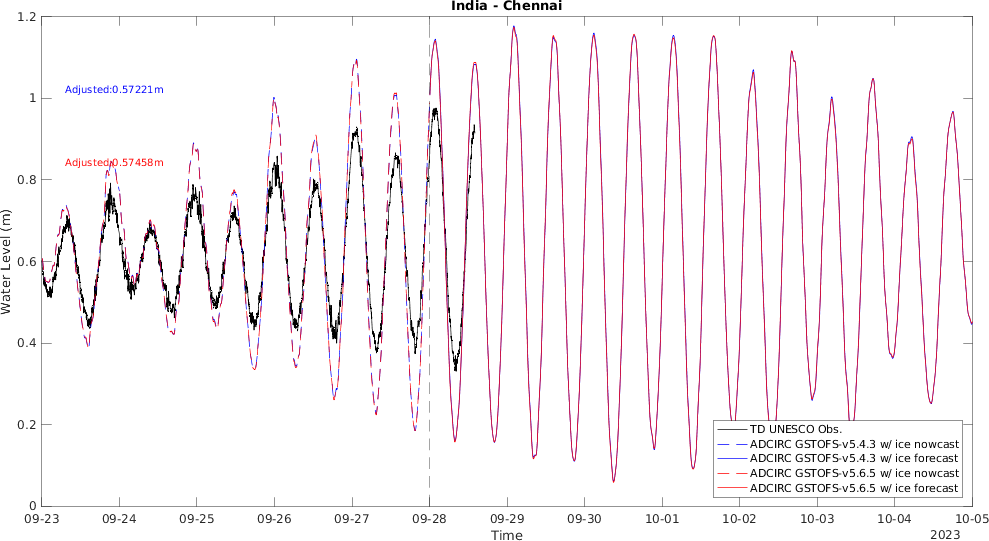 India - Chennai
Water Level (m)
1.2
1
0.8
0.6
0.4
0.2
0
Adjusted:0.57221m
Adjusted:0.57458m
TD UNESCO Obs.
ADCIRC GSTOFS-v5.4.3 w/ ice nowcast
ADCIRC GSTOFS-v5.4.3 w/ ice forecast
ADCIRC GSTOFS-v5.6.5 w/ ice nowcast
ADCIRC GSTOFS-v5.6.5 w/ ice forecast
09-23 09-24 09-25 09-26 09-27 09-28 09-29 09-30 10-01 10-02 10-03 10-04 10-05
Time
2023